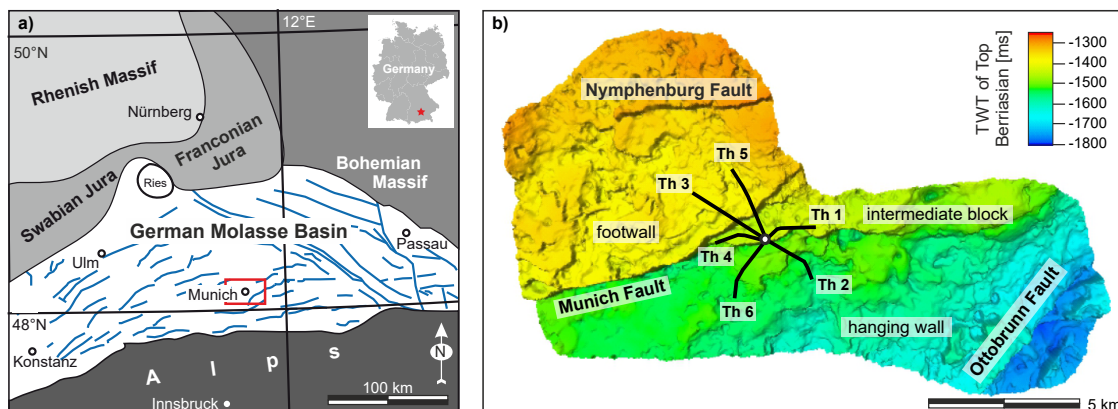 a)
12°E
50°N
Germany
Rhenish Massif
Nürnberg
Franconian
Jura
Bohemian
Massif
Swabian Jura
Ries
German Molasse Basin
Passau
Ulm
Munich
48°N
N
Konstanz
Alps
100 km
Innsbruck
b)
TWT of Top
Berriasian [ms]
-1300
-1400
-1500
-1600
-1700
-1800
Nymphenburg Fault
Th 5
Th 3
Th 1
intermediate block
footwall
Th 4
Th 2
Munich Fault
Th 6
hanging wall
Ottobrunn Fault
5 km